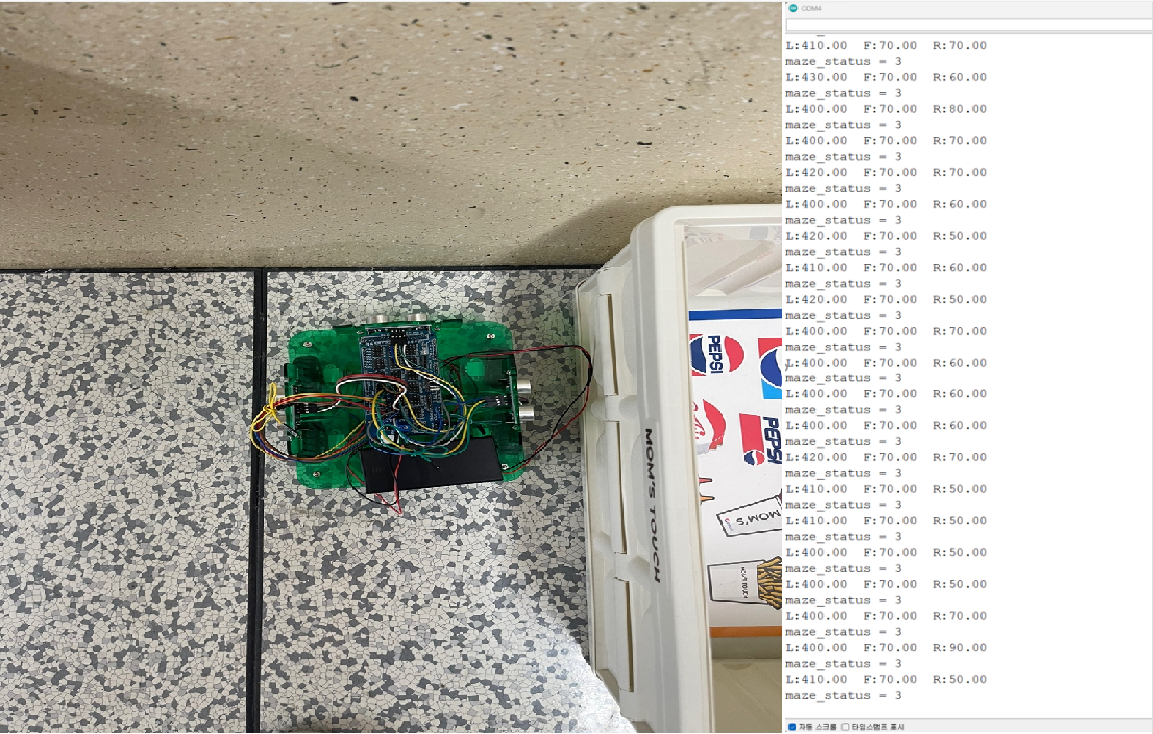 PEPSI
PEPSI
MOM'S TOUCH
MOM'S
COM4
L:410.00 F:70.00 R:70.00
maze_status = 3
L:430.00 F:70.00 R:60.00
maze_status = 3
L:400.00 F:70.00 R:80.00
maze_status = 3
L:400.00 F:70.00 R:70.00
maze_status = 3
L:420.00 F:70.00 R:70.00
maze_status = 3
L:400.00 F:70.00 R:60.00
maze_status = 3
L:420.00 F:70.00 R:50.00
maze_status = 3
L:410.00 F:70.00 R:60.00
maze_status = 3
L:420.00 F:70.00 R:50.00
maze_status = 3
L:400.00 F:70.00 R:70.00
maze_status = 3
L:400.00 F:70.00 R:60.00
maze_status = 3
L:400.00 F:70.00 R:60.00
maze_status = 3
L:400.00 F:70.00 R:60.00
maze_status = 3
L:420.00 F:70.00 R:70.00
maze_status = 3
L:410.00 F:70.00 R:50.00
maze_status = 3
L:410.00 F:70.00 R:50.00
maze_status = 3
L:400.00 F:70.00 R:50.00
maze_status = 3
L:400.00 F:70.00 R:50.00
maze_status = 3
L:400.00 F:70.00 R:70.00
maze_status = 3
L:400.00 F:70.00 R:90.00
maze_status = 3
L:410.00 F:70.00 R:50.00
maze_status = 3
자동 스크롤 타임스탬프 표시